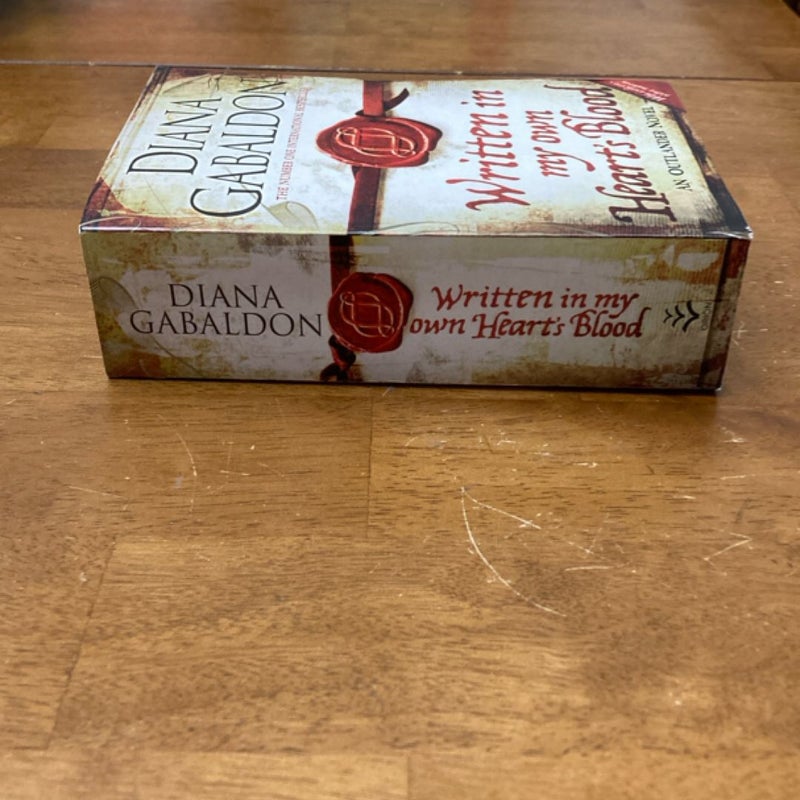 DIANA
GABALDON
THE NUMBER ONE INTERNATIONAL BESTSELLER
Written in
my own
Heart's Blood
AN OUTLANDER NOVEL
DIANA
GABALDON
Written in my
own Heart's Blood
ORION